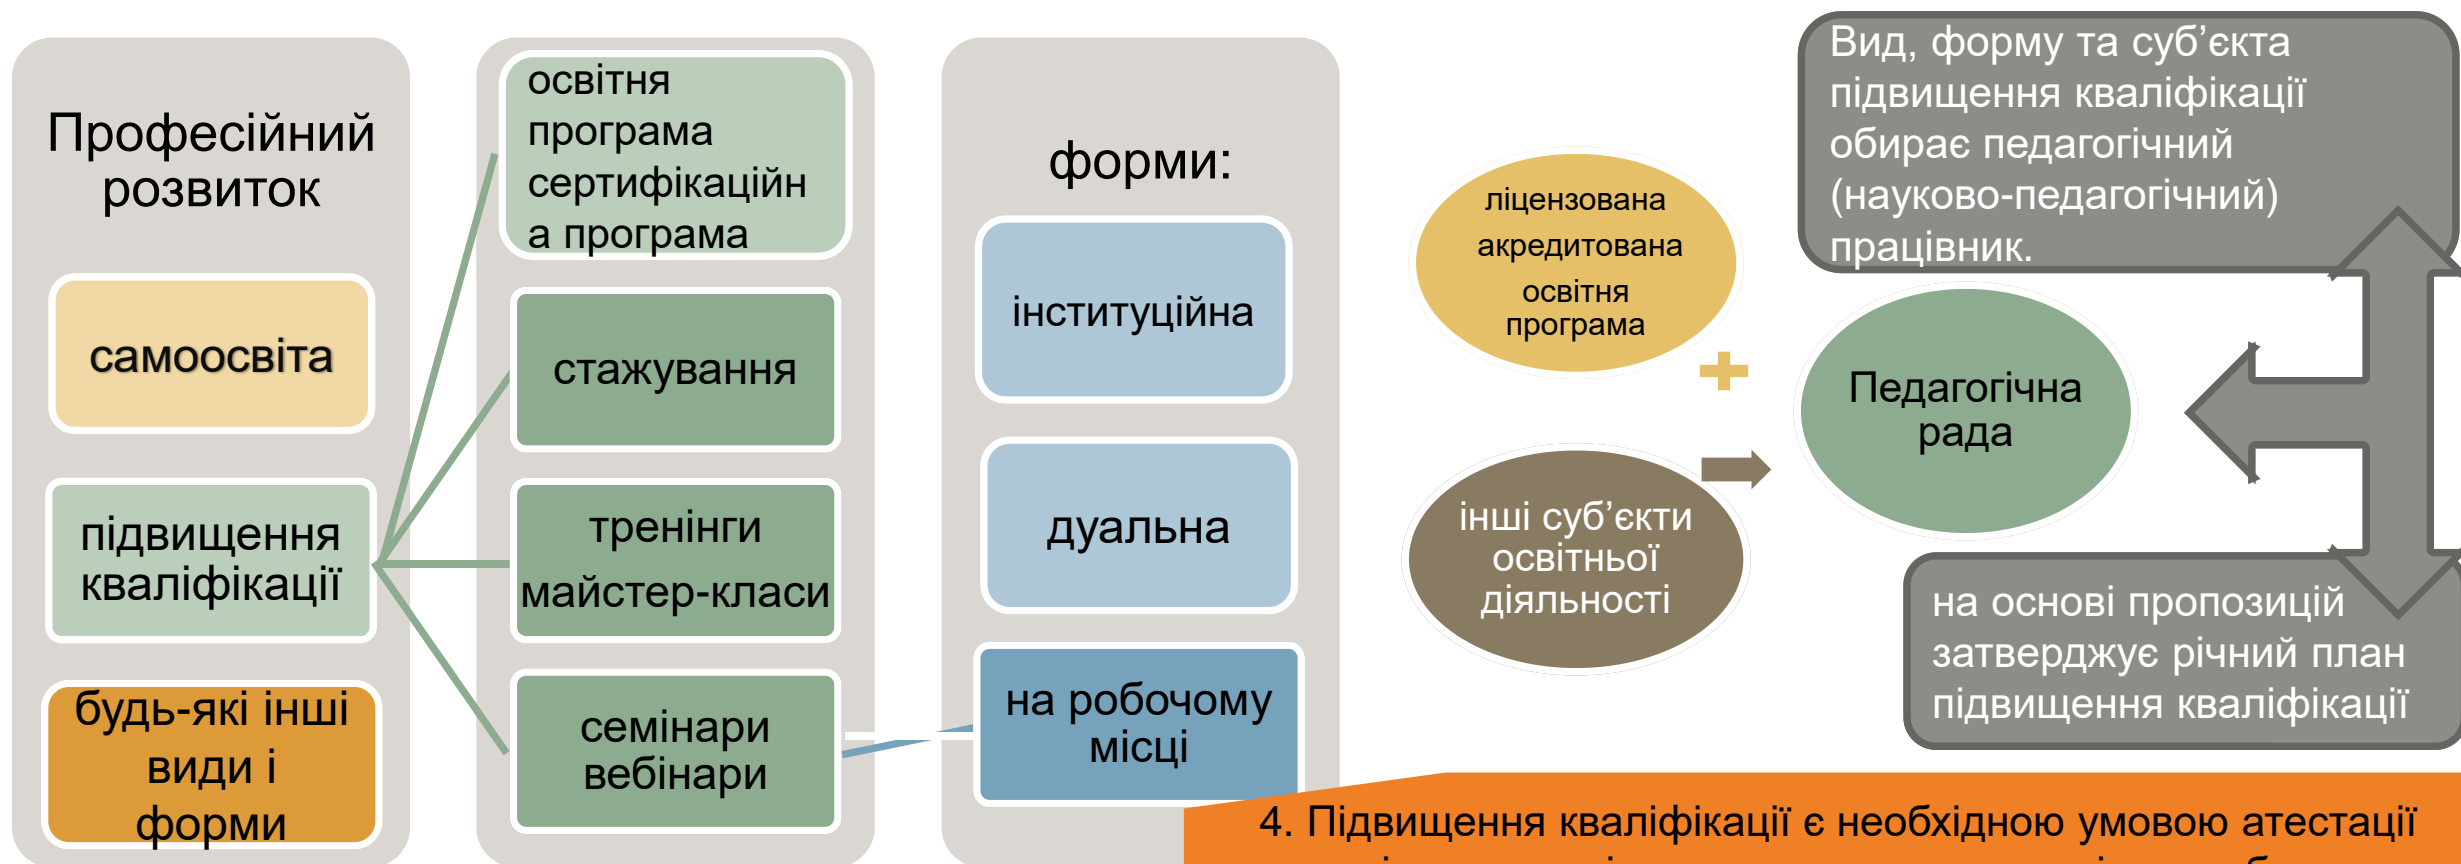 Професійний
розвиток
самоосвіта
підвищення
кваліфікації
будь-які інші
види і
форми
освітня
програма
сертифікаційн
а програма
стажування
тренінги
майстер-класи
семінари
вебінари
форми:
інституційна
дуальна
на робочому
місці
ліцензована
акредитована
освітня
програма
інші суб’єкти
освітньої
діяльності
Педагогічна
рада
Вид, форму та суб’єкта
підвищення кваліфікації
обирає педагогічний
(науково-педагогічний)
працівник.
на основі пропозицій
затверджує річний план
підвищення кваліфікації
4. Підвищення кваліфікації є необхідною умовою атестації